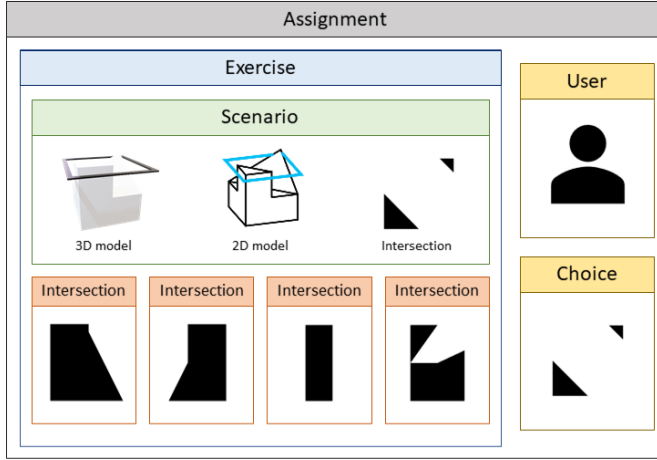 Assignment
Exercise
User
Scenario
3D model
2D model
Intersection
Choice
Intersection
Intersection
Intersection
Intersection